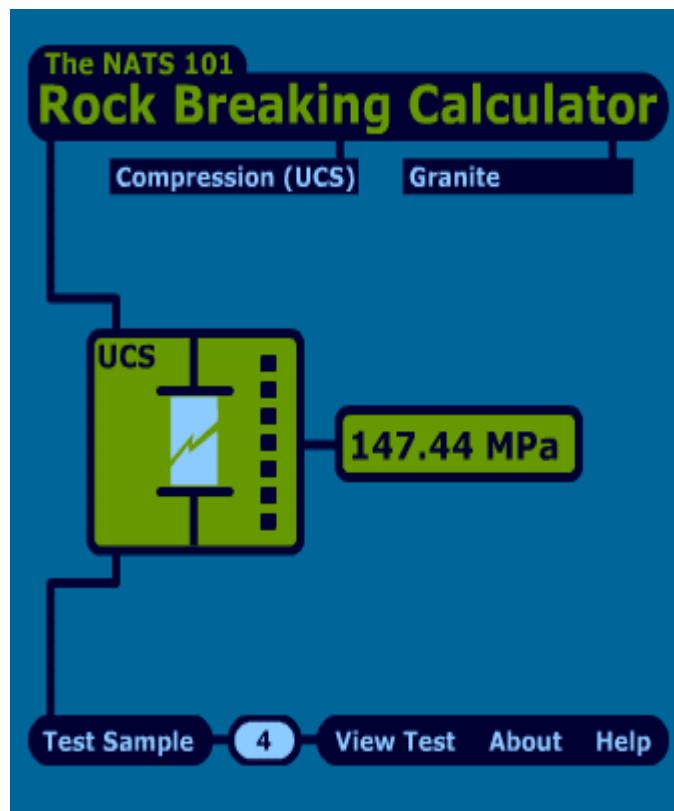 The NATS 101
Rock Breaking Calculator
Compression (UCS) Granite
UCS
147.44 MPa
Test Sample 4 View Test About Help